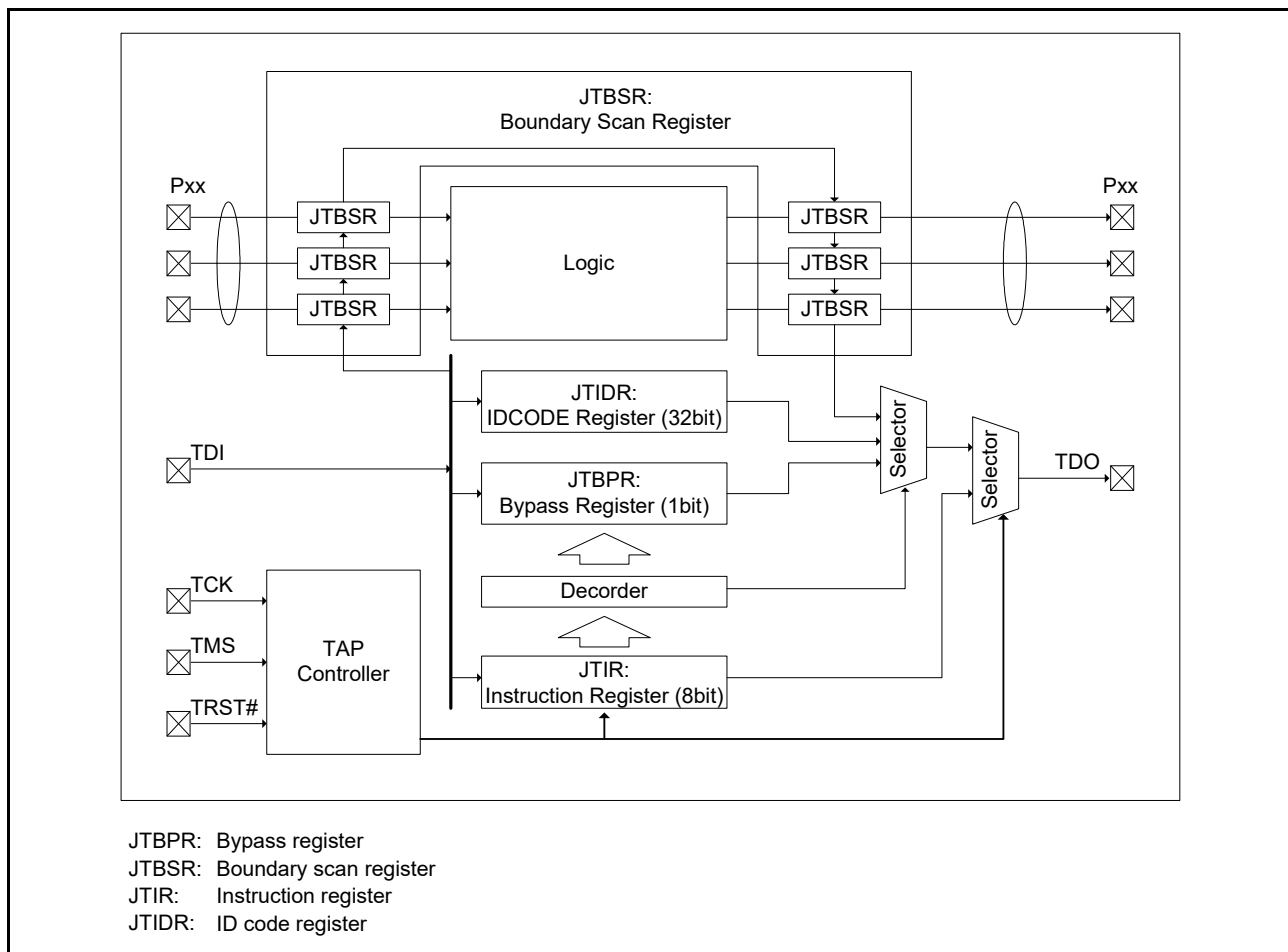 JTBSR:
Boundary Scan Register
Pxx
Pxx
JTBSR
JTBSR
JTBSR
JTBSR
JTBSR
JTBSR
Logic
JTIDR:
IDCODE Register (32bit)
TDI
JTBPR:
Bypass Register (1bit)
Selector
Selector
TDO
TCK
TMS
TRST#
TAP
Controller
Decorder
JTIR:
Instruction Register (8bit)
JTBPR: Bypass register
JTBSR: Boundary scan register
JTIR: Instruction register
JTIDR: ID code register